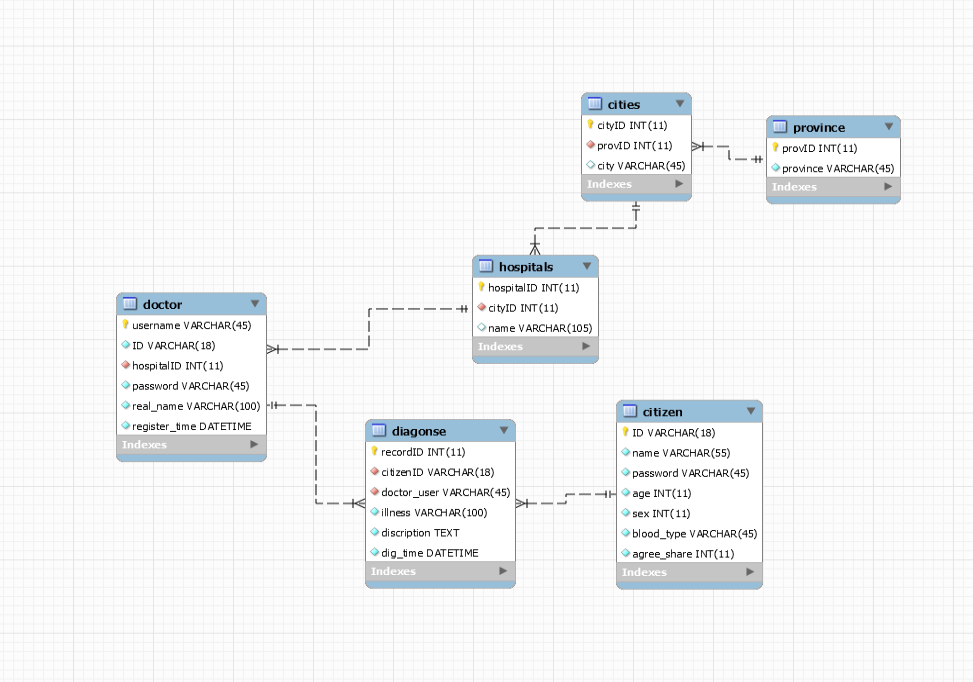 cities
cityID INT(11)
provID INT(11)
city VARCHAR(45)
Indexes
province
provID INT(11)
province VARCHAR(45)
Indexes
hospitals
hospitalID INT(11)
cityID INT(11)
name VARCHAR(105)
Indexes
doctor
username VARCHAR(45)
ID VARCHAR(18)
hospitalID INT(11)
password VARCHAR(45)
real_name VARCHAR(100)
register_time DATETIME
Indexes
diagonse
recordID INT(11)
citizenID VARCHAR(18)
doctor_user VARCHAR(45)
illness VARCHAR(100)
discription TEXT
dig_time DATETIME
Indexes
citizen
ID VARCHAR(18)
name VARCHAR(55)
password VARCHAR(45)
age INT(11)
sex INT(11)
blood_type VARCHAR(45)
agree_share INT(11)
Indexes